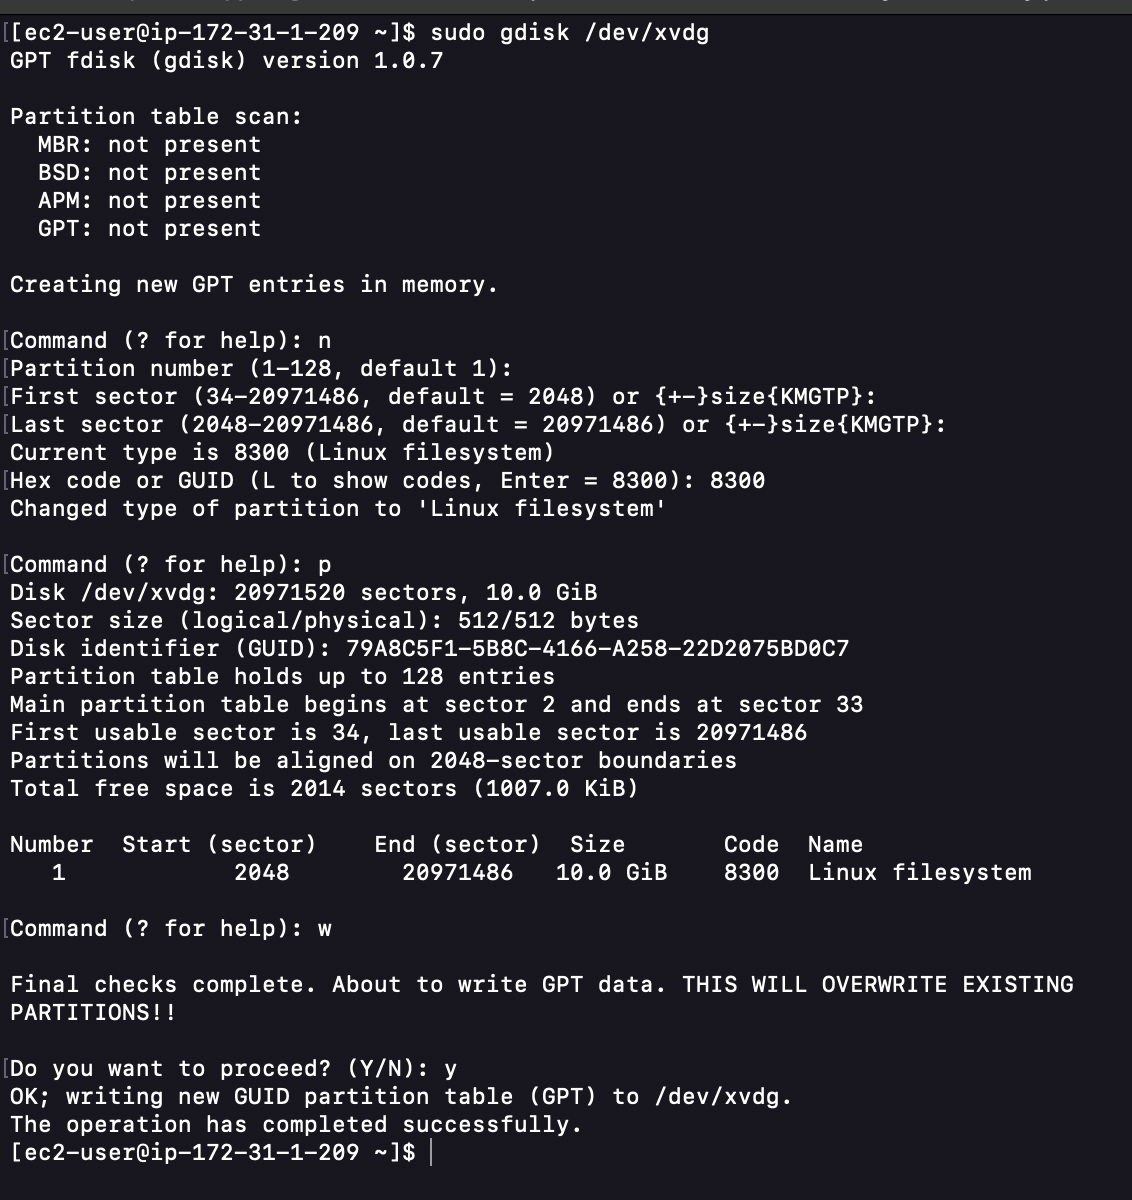 [ec2-user@ip-172-31-1-209 ~]$ sudo gdisk /dev/xvdg
GPT fdisk (gdisk) version 1.0.7
Partition table scan:
MBR: not present
BSD: not present
APM: not present
GPT: not present
Creating new GPT entries in memory.
Command (? for help): n
Partition number (1-128, default 1):
First sector (34-20971486, default = 2048) or {+-}size{KMGTP}:
Last sector (2048-20971486, default = 20971486) or {+-}size{KMGTP}:
Current type is 8300 (Linux filesystem)
Hex code or GUID (L to show codes, Enter = 8300): 8300
Changed type of partition to 'Linux filesystem'
Command (? for help): p
Disk /dev/xvdg: 20971520 sectors, 10.0 GiB
Sector size (logical/physical): 512/512 bytes
Disk identifier (GUID): 79A8C5F1-5B8C-4166-A258-22D2075BD0C7
Partition table holds up to 128 entries
Main partition table begins at sector 2 and ends at sector 33
First usable sector is 34, last usable sector is 20971486
Partitions will be aligned on 2048-sector boundaries
Total free space is 2014 sectors (1007.0 KiB)
Number  Start (sector)    End (sector)  Size       Code  Name
1            2048        20971486   10.0 GiB    8300  Linux filesystem
Command (? for help): w
Final checks complete. About to write GPT data. THIS WILL OVERWRITE EXISTING
PARTITIONS!!
Do you want to proceed? (Y/N): y
OK; writing new GUID partition table (GPT) to /dev/xvdg.
The operation has completed successfully.
[ec2-user@ip-172-31-1-209 ~]$